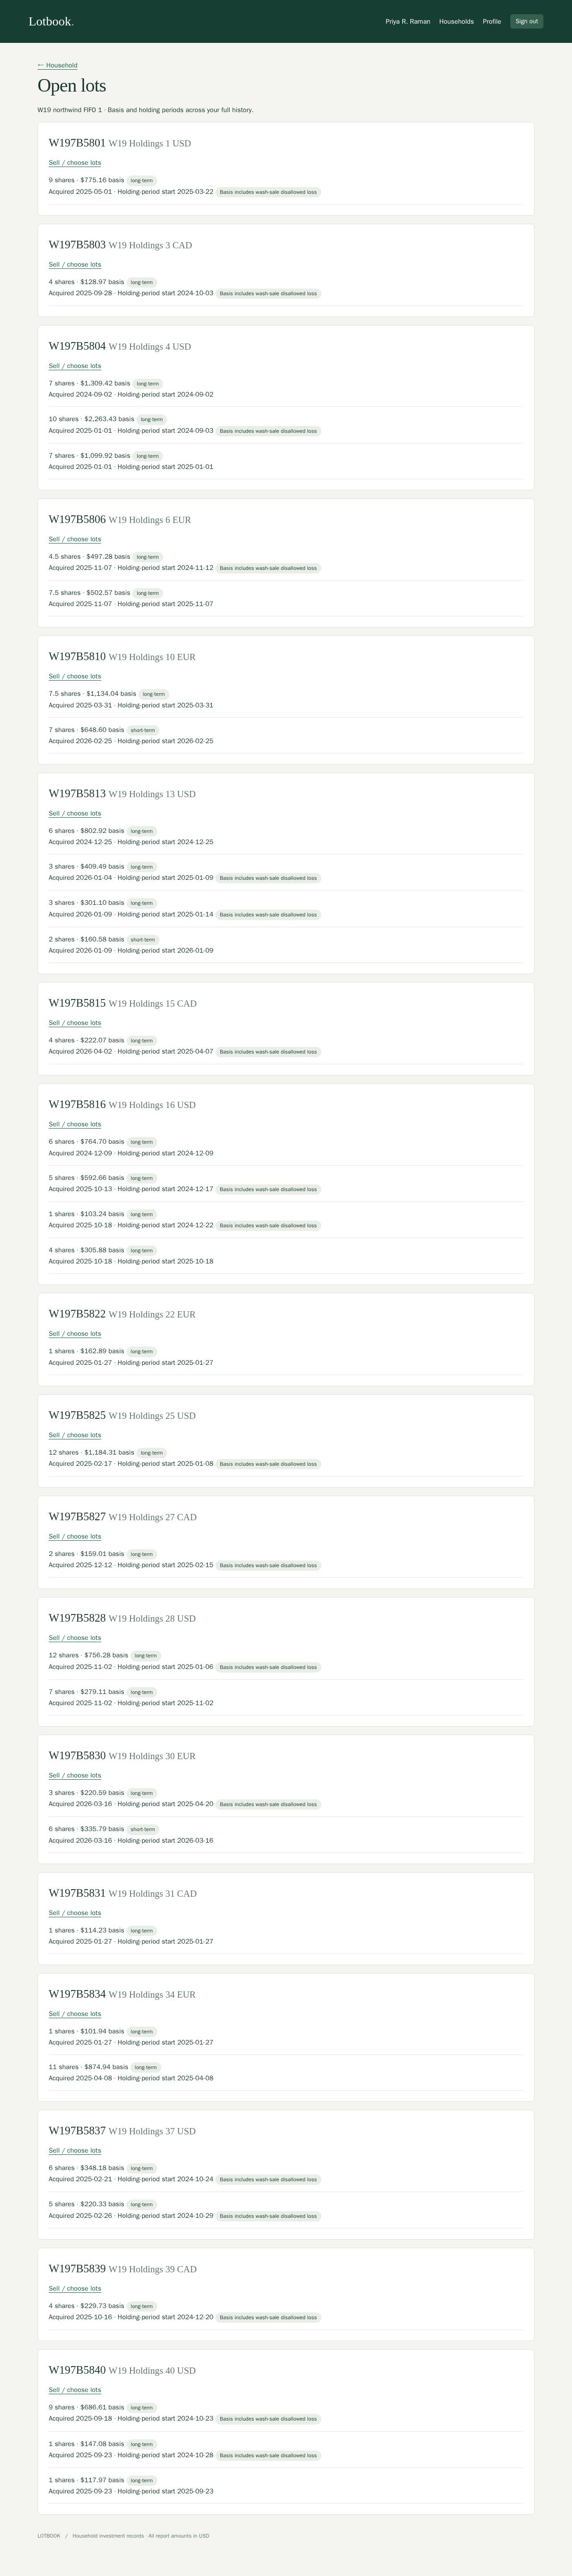 Lotbook.
Priya R. Raman Households Profile Sign out
← Household
Open lots
W19 northwind FIFO 1 · Basis and holding periods across your full history.
W197B5801 W19 Holdings 1 USD
Sell / choose lots
9 shares · $775.16 basis long-term
Acquired 2025-05-01 · Holding-period start 2025-03-22 Basis includes wash-sale disallowed loss
W197B5803 W19 Holdings 3 CAD
Sell / choose lots
4 shares · $128.97 basis long-term
Acquired 2025-09-28 · Holding-period start 2024-10-03 Basis includes wash-sale disallowed loss
W197B5804 W19 Holdings 4 USD
Sell / choose lots
7 shares · $1,309.42 basis long-term
Acquired 2024-09-02 · Holding-period start 2024-09-02
10 shares · $2,263.43 basis long-term
Acquired 2025-01-01 · Holding-period start 2024-09-03 Basis includes wash-sale disallowed loss
7 shares · $1,099.92 basis long-term
Acquired 2025-01-01 · Holding-period start 2025-01-01
W197B5806 W19 Holdings 6 EUR
Sell / choose lots
4.5 shares · $497.28 basis long-term
Acquired 2025-11-07 · Holding-period start 2024-11-12 Basis includes wash-sale disallowed loss
7.5 shares · $502.57 basis long-term
Acquired 2025-11-07 · Holding-period start 2025-11-07
W197B5810 W19 Holdings 10 EUR
Sell / choose lots
7.5 shares · $1,134.04 basis long-term
Acquired 2025-03-31 · Holding-period start 2025-03-31
7 shares · $648.60 basis short-term
Acquired 2026-02-25 · Holding-period start 2026-02-25
W197B5813 W19 Holdings 13 USD
Sell / choose lots
6 shares · $802.92 basis long-term
Acquired 2024-12-25 · Holding-period start 2024-12-25
3 shares · $409.49 basis long-term
Acquired 2026-01-04 · Holding-period start 2025-01-09 Basis includes wash-sale disallowed loss
3 shares · $301.10 basis long-term
Acquired 2026-01-09 · Holding-period start 2025-01-14 Basis includes wash-sale disallowed loss
2 shares · $160.58 basis short-term
Acquired 2026-01-09 · Holding-period start 2026-01-09
W197B5815 W19 Holdings 15 CAD
Sell / choose lots
4 shares · $222.07 basis long-term
Acquired 2026-04-02 · Holding-period start 2025-04-07 Basis includes wash-sale disallowed loss
W197B5816 W19 Holdings 16 USD
Sell / choose lots
6 shares · $764.70 basis long-term
Acquired 2024-12-09 · Holding-period start 2024-12-09
5 shares · $592.66 basis long-term
Acquired 2025-10-13 · Holding-period start 2024-12-17 Basis includes wash-sale disallowed loss
1 shares · $103.24 basis long-term
Acquired 2025-10-18 · Holding-period start 2024-12-22 Basis includes wash-sale disallowed loss
4 shares · $305.88 basis long-term
Acquired 2025-10-18 · Holding-period start 2025-10-18
W197B5822 W19 Holdings 22 EUR
Sell / choose lots
1 shares · $162.89 basis long-term
Acquired 2025-01-27 · Holding-period start 2025-01-27
W197B5825 W19 Holdings 25 USD
Sell / choose lots
12 shares · $1,184.31 basis long-term
Acquired 2025-02-17 · Holding-period start 2025-01-08 Basis includes wash-sale disallowed loss
W197B5827 W19 Holdings 27 CAD
Sell / choose lots
2 shares · $159.01 basis long-term
Acquired 2025-12-12 · Holding-period start 2025-02-15 Basis includes wash-sale disallowed loss
W197B5828 W19 Holdings 28 USD
Sell / choose lots
12 shares · $756.28 basis long-term
Acquired 2025-11-02 · Holding-period start 2025-01-06 Basis includes wash-sale disallowed loss
7 shares · $279.11 basis long-term
Acquired 2025-11-02 · Holding-period start 2025-11-02
W197B5830 W19 Holdings 30 EUR
Sell / choose lots
3 shares · $220.59 basis long-term
Acquired 2026-03-16 · Holding-period start 2025-04-20 Basis includes wash-sale disallowed loss
6 shares · $335.79 basis short-term
Acquired 2026-03-16 · Holding-period start 2026-03-16
W197B5831 W19 Holdings 31 CAD
Sell / choose lots
1 shares · $114.23 basis long-term
Acquired 2025-01-27 · Holding-period start 2025-01-27
W197B5834 W19 Holdings 34 EUR
Sell / choose lots
1 shares · $101.94 basis long-term
Acquired 2025-01-27 · Holding-period start 2025-01-27
11 shares · $874.94 basis long-term
Acquired 2025-04-08 · Holding-period start 2025-04-08
W197B5837 W19 Holdings 37 USD
Sell / choose lots
6 shares · $348.18 basis long-term
Acquired 2025-02-21 · Holding-period start 2024-10-24 Basis includes wash-sale disallowed loss
5 shares · $220.33 basis long-term
Acquired 2025-02-26 · Holding-period start 2024-10-29 Basis includes wash-sale disallowed loss
W197B5839 W19 Holdings 39 CAD
Sell / choose lots
4 shares · $229.73 basis long-term
Acquired 2025-10-16 · Holding-period start 2024-12-20 Basis includes wash-sale disallowed loss
W197B5840 W19 Holdings 40 USD
Sell / choose lots
9 shares · $686.61 basis long-term
Acquired 2025-09-18 · Holding-period start 2024-10-23 Basis includes wash-sale disallowed loss
1 shares · $147.08 basis long-term
Acquired 2025-09-23 · Holding-period start 2024-10-28 Basis includes wash-sale disallowed loss
1 shares · $117.97 basis long-term
Acquired 2025-09-23 · Holding-period start 2025-09-23
LOTBOOK / Household investment records · All report amounts in USD